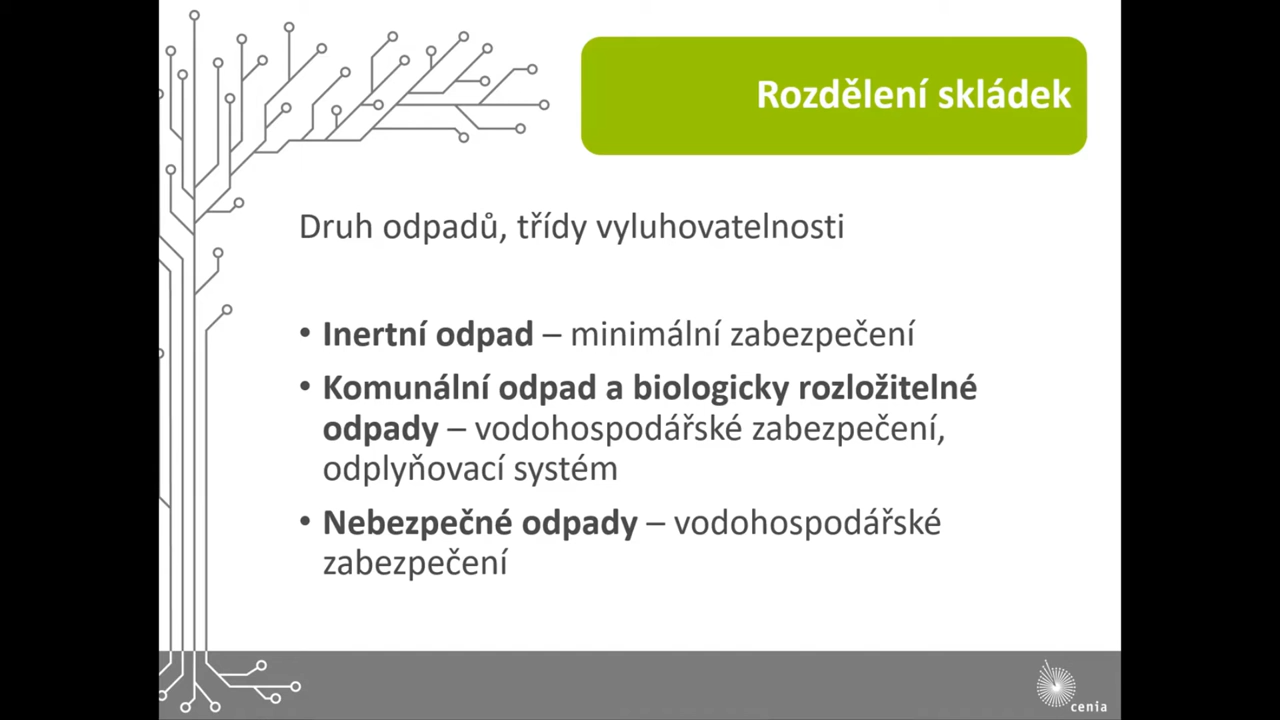 Rozdělení skládek
Druh odpadů, třídy vyluhovatelnosti
• Inertní odpad – minimální zabezpečení
• Komunální odpad a biologicky rozložitelné
odpady – vodohospodářské zabezpečení,
odplyňovací systém
• Nebezpečné odpady – vodohospodářské
zabezpečení
cenia